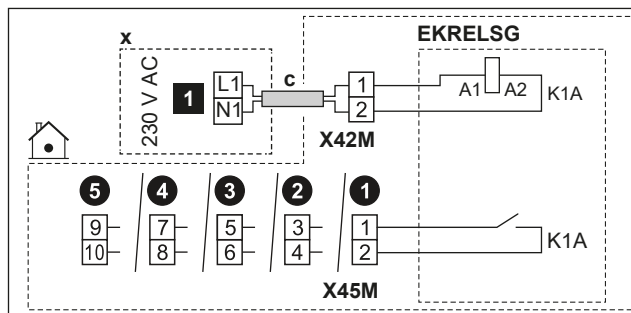 x
EKRELSG
230 V AC
1
L1
N1
c
1
2
A1 A2
K1A
X42M
5 4 3 2 1
9 7 5 3 1
10 8 6 4 2
K1A
X45M